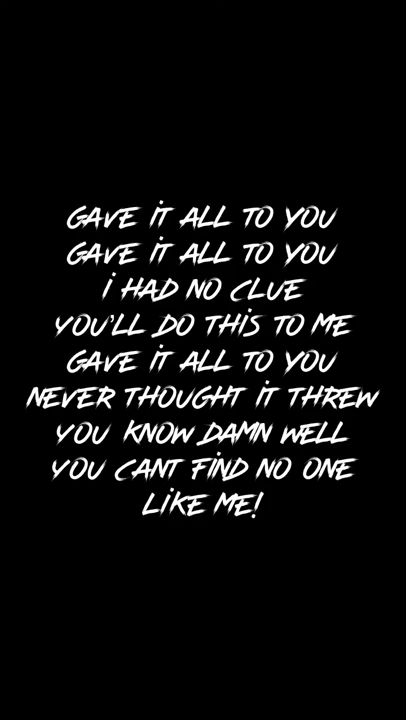 GAVE iT ALL TO YOU
GAVE iT ALL TO YOU
i HAD NO CLUE
YOU'LL DO THiS TO ME
GAVE iT ALL TO YOU
NEVER THOUGHT iT THREW
YOU KNOW DAMN WELL
YOU CANT FiND NO ONE
LiKE ME!